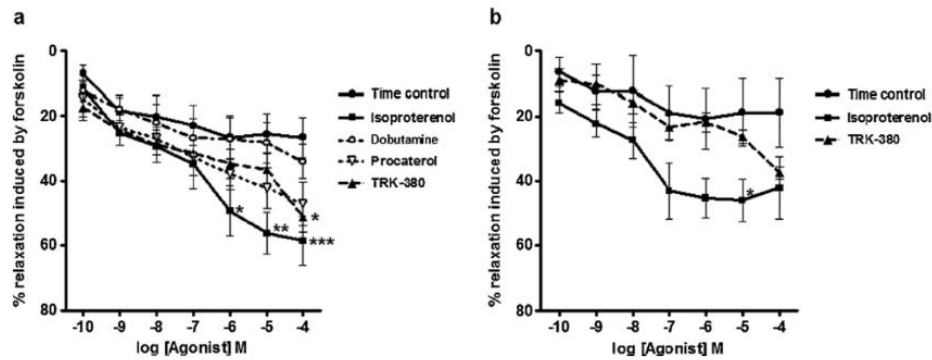 a
% relaxation induced by forskolin
0
20
40
60
80
-10 -9 -8 -7 -6 -5 -4
log [Agonist] M
Time control
Isoproterenol
Dobutamine
Procaterol
TRK-380
*
**
***
*
b
% relaxation induced by forskolin
0
20
40
60
80
-10 -9 -8 -7 -6 -5 -4
log [Agonist] M
Time control
Isoproterenol
TRK-380
*